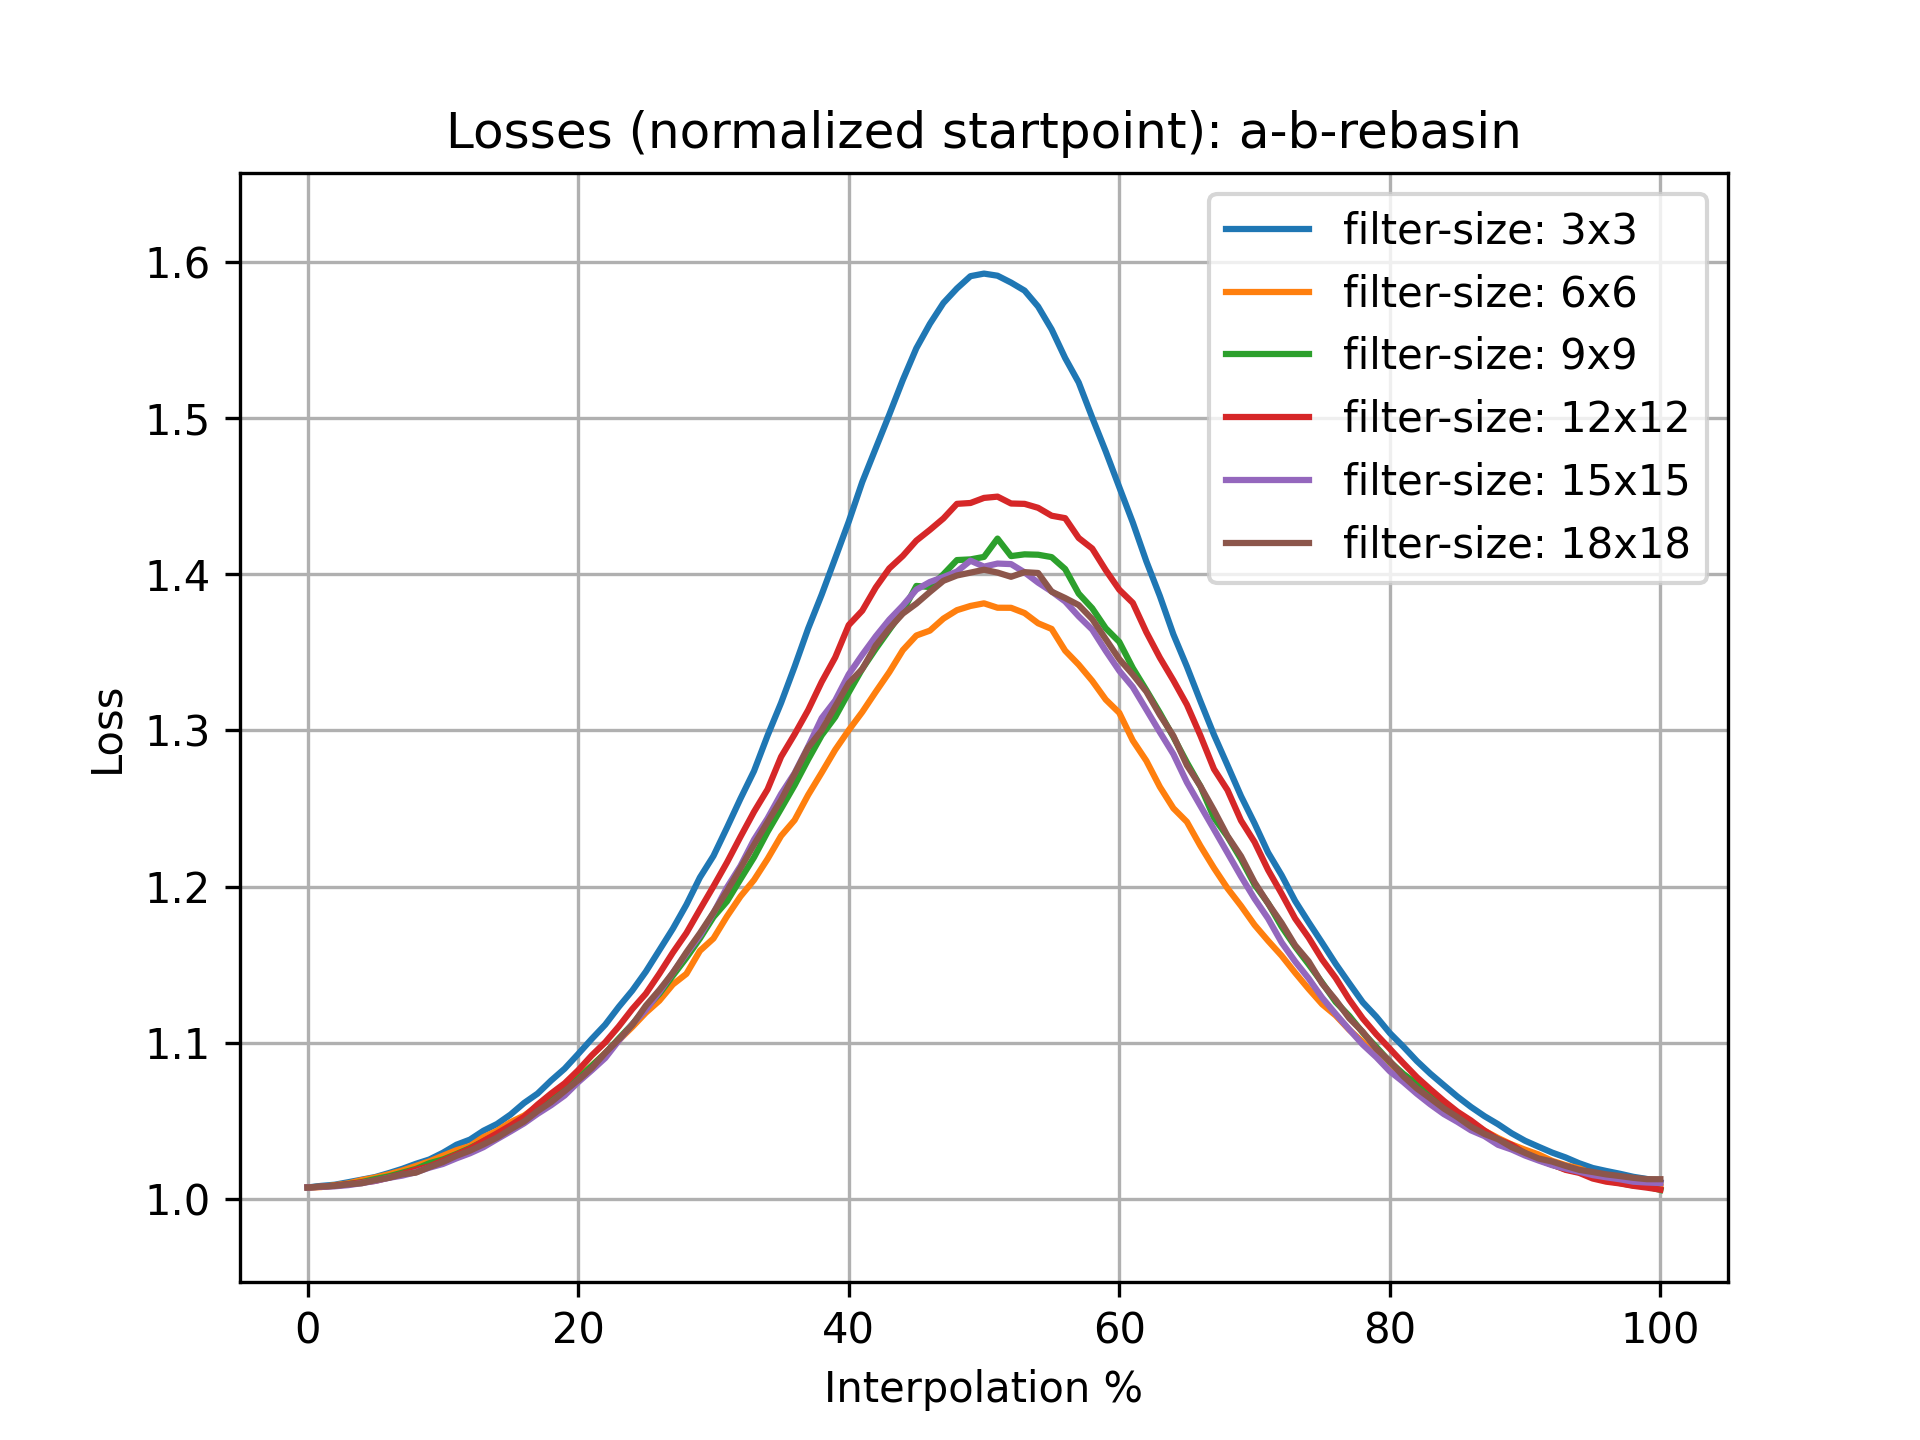 Losses (normalized startpoint): a-b-rebasin
filter-size: 3x3
filter-size: 6x6
filter-size: 9x9
filter-size: 12x12
filter-size: 15x15
filter-size: 18x18
1.6
1.5
1.4
1.3
1.2
1.1
1.0
Loss
0 20 40 60 80 100
Interpolation %